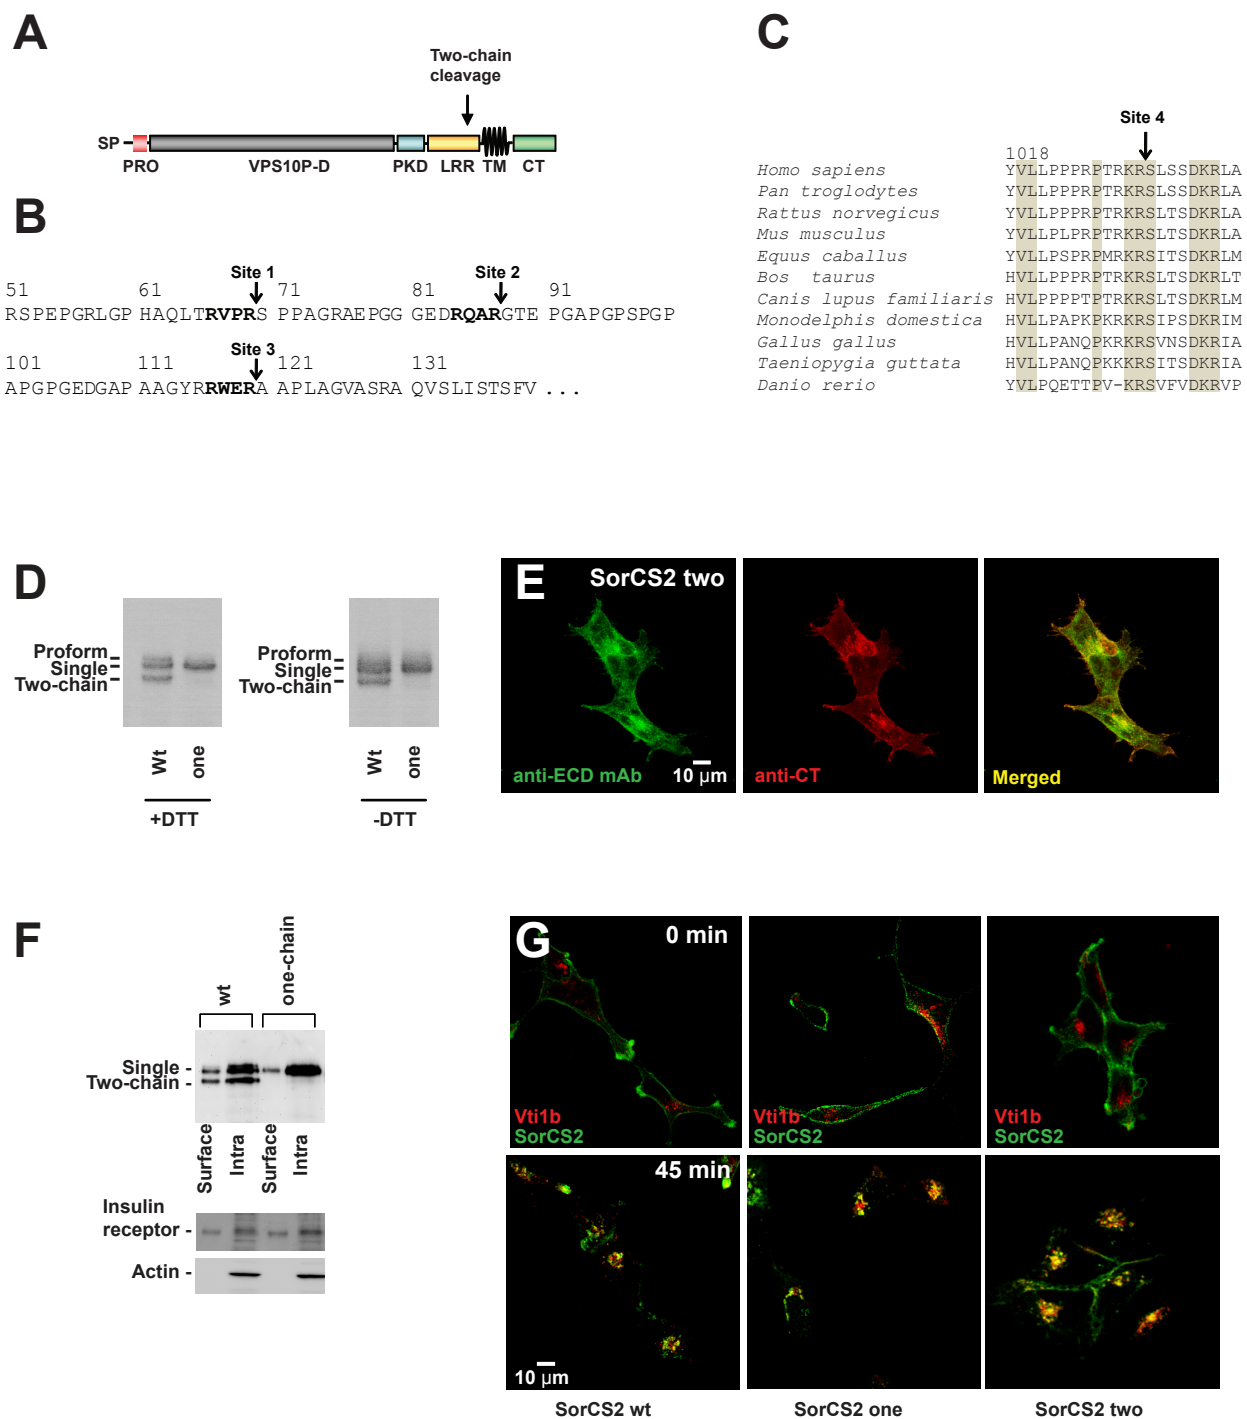 A
Two-chain
cleavage
SP
PRO
VPS10P-D
PKD
LRR
TM
CT
B
Site 1
Site 2
51
61
71
81
91
RSPEPGRLGP HAQLTRVPRS PPAGRAEPGG GEDRQARGTE PGAPGPSPGP
Site 3
101
111
121
131
APGPGEDGAP AAGYRRWERA APLAGVASRA QVSLISTSFV ...
C
Site 4
1018
Homo sapiens YVLLPPPRPTRKRSLSSDKRLA
Pan troglodytes YVLLPPPRPTRKRSLSSDKRLA
Rattus norvegicus YVLLPPPRPTRKRSLTSDKRLA
Mus musculus YVLLPLPRPTRKRSLTSDKRLA
Equus caballus YVLLPSPRPMRKRSITSDKRLM
Bos taurus HVLLPPPRPTRKRSLTSDKRLT
Canis lupus familiaris HVLLPPPPTPTRKRSLTSDKRLM
Monodelphis domestica HVLLPAPKPKRKRSIPSDKRIM
Gallus gallus HVLLPANQPKRKRSVNSDKRIA
Taeniopygia guttata HVLLPANQPKKKRSITSDKRIA
Danio rerio YVLPQETTPV-KRSVFVDKRVP
D
Proform
Single
Two-chain
Wt
one
+DTT
Proform
Single
Two-chain
Wt
one
-DTT
E
SorCS2 two
anti-ECD mAb
10 µm
anti-CT
Merged
F
wt
one-chain
Single
Two-chain
Surface
Intra
Surface
Intra
Insulin
receptor
Actin
G
0 min
Vti1b
SorCS2
Vti1b
SorCS2
Vti1b
SorCS2
45 min
10 µm
SorCS2 wt
SorCS2 one
SorCS2 two